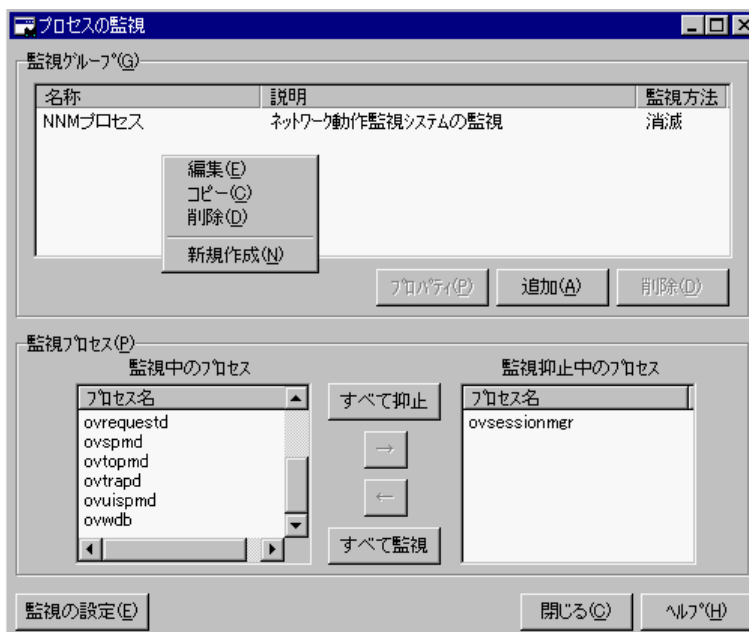 プロセスの監視
監視ｸﾞﾙｰﾌﾟ(G)
名称 説明 監視方法
NNMプロセス ﾈｯﾄﾜｰｸ動作監視ｼｽﾃﾑの監視 消滅
編集(E)
コピー(C)
削除(D)
新規作成(N)
ﾌﾟﾛﾊﾟﾃｨ(P) 追加(A) 削除(D)
監視ﾌﾟﾛｾｽ(P)
監視中のﾌﾟﾛｾｽ 監視抑止中のﾌﾟﾛｾｽ
ﾌﾟﾛｾｽ名 すべて抑止 ﾌﾟﾛｾｽ名
ovrequestd ovsessionmgr
ovspmd
ovtopmd →
ovtrapd
ovuispmd ←
ovwdb
すべて監視
監視の設定(E) 閉じる(C) ﾍﾙﾌﾟ(H)